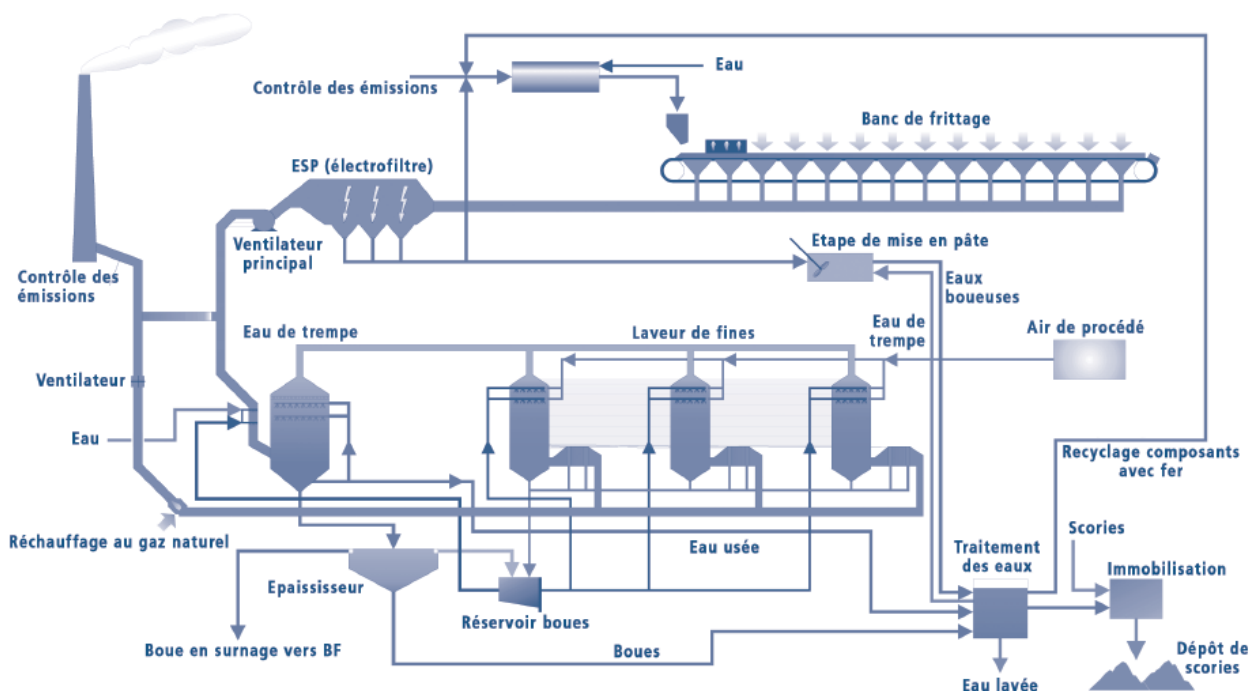 Contrôle des émissions
Eau
Banc de frittage
ESP (électrofiltre)
Ventilateur
principal
Etape de mise en pâte
Contrôle des
émissions
Eaux
boueuses
Eau de trempe
Laveur de fines
Eau de
trempe
Air de procédé
Ventilateur
Eau
Recyclage composants
avec fer
Réchauffage au gaz naturel
Eau usée
Traitement
des eaux
Scories
Immobilisation
Epaississeur
Réservoir boues
Boue en surnage vers BF
Boues
Eau lavée
Dépôt de
scories